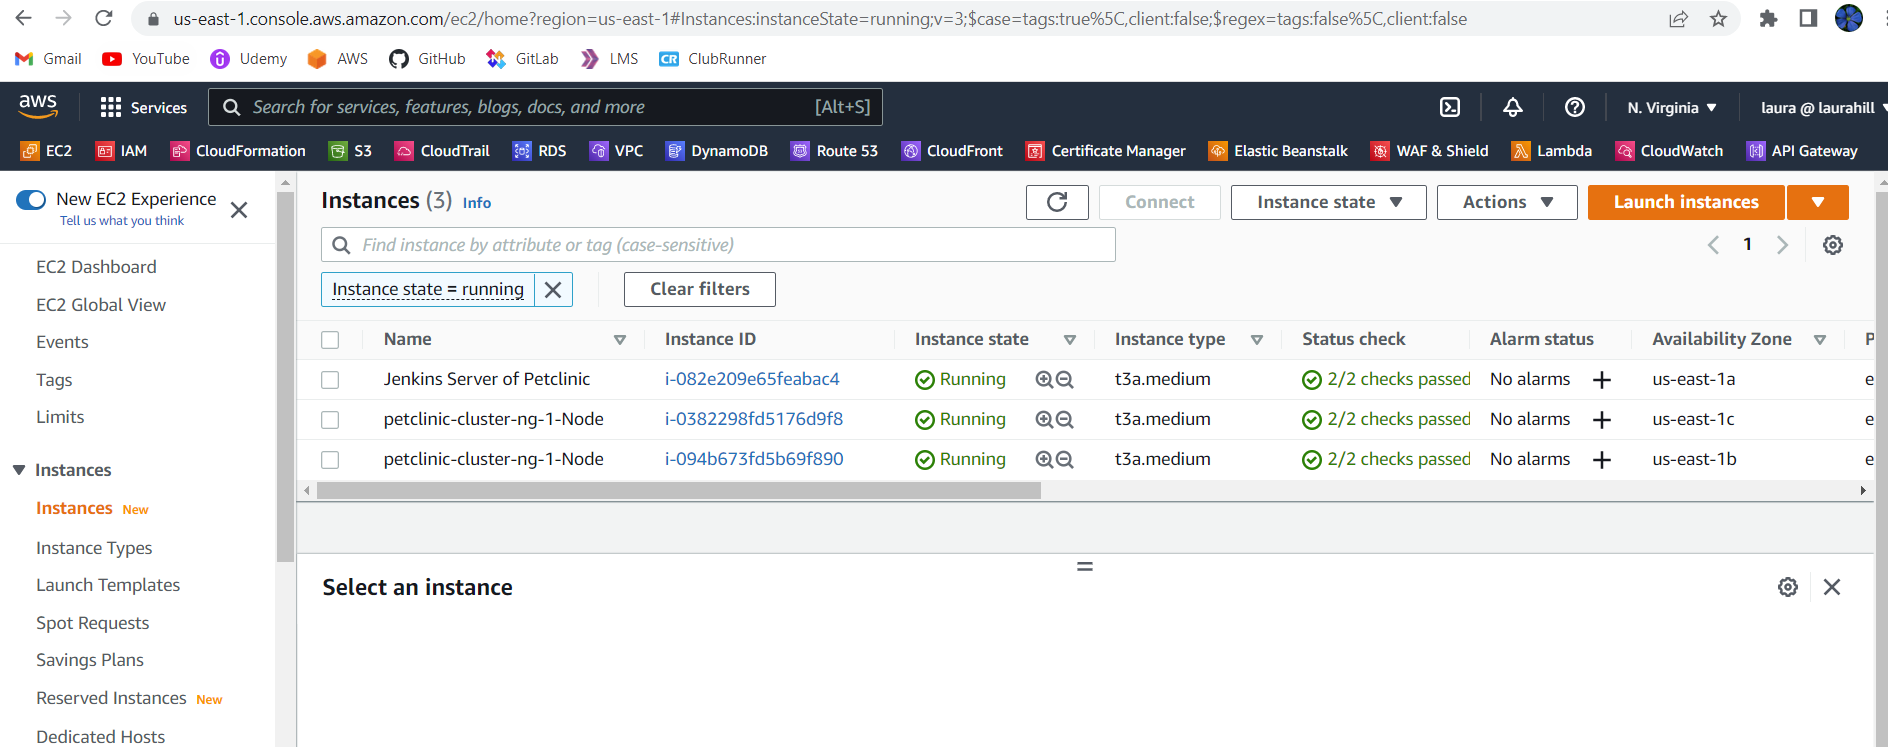 us-east-1.console.aws.amazon.com/ec2/home?region=us-east-1#Instances:instanceState=running;v=3;$case=tags:true%5C,client:false;$regex=tags:false%5C,client:false
Gmail YouTube Udemy AWS GitHub GitLab LMS CR ClubRunner
aws Services Search for services, features, blogs, docs, and more [Alt+S] N. Virginia laura @ laurahill
EC2 IAM CloudFormation S3 CloudTrail RDS VPC DynamoDB Route 53 CloudFront Certificate Manager Elastic Beanstalk WAF & Shield Lambda CloudWatch API Gateway
New EC2 Experience
Tell us what you think
EC2 Dashboard
EC2 Global View
Events
Tags
Limits
Instances
Instances New
Instance Types
Launch Templates
Spot Requests
Savings Plans
Reserved Instances New
Dedicated Hosts
Instances (3) Info Connect Instance state Actions Launch instances
Find instance by attribute or tag (case-sensitive) 1
Instance state = running Clear filters
Name Instance ID Instance state Instance type Status check Alarm status Availability Zone P
Jenkins Server of Petclinic i-082e209e65feabac4 Running t3a.medium 2/2 checks passed No alarms + us-east-1a e
petclinic-cluster-ng-1-Node i-0382298fd5176d9f8 Running t3a.medium 2/2 checks passed No alarms + us-east-1c e
petclinic-cluster-ng-1-Node i-094b673fd5b69f890 Running t3a.medium 2/2 checks passed No alarms + us-east-1b e
Select an instance